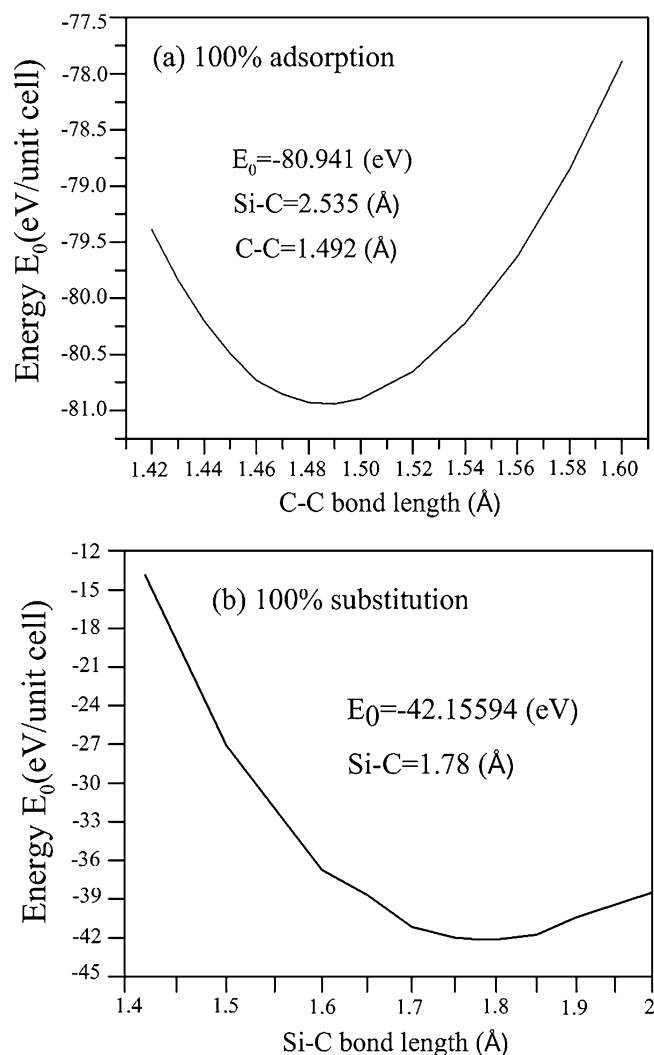 -77.5
(a) 100% adsorption
-78.0
-78.5
E0=-80.941 (eV)
-79.0
Si-C=2.535 (Å)
-79.5
C-C=1.492 (Å)
-80.0
-80.5
-81.0
Energy E0(eV/unit cell)
1.42 1.44 1.46 1.48 1.50 1.52 1.54 1.56 1.58 1.60
C-C bond length (Å)
-12
-15
(b) 100% substitution
-18
-21
-24
E0=-42.15594 (eV)
-27
Si-C=1.78 (Å)
-30
-33
-36
-39
-42
-45
Energy E0(eV/unit cell)
1.4 1.5 1.6 1.7 1.8 1.9 2
Si-C bond length (Å)